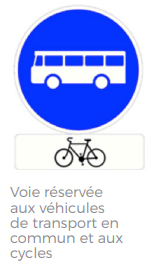 Voie réservée
aux véhicules
de transport en
commun et aux
cycles